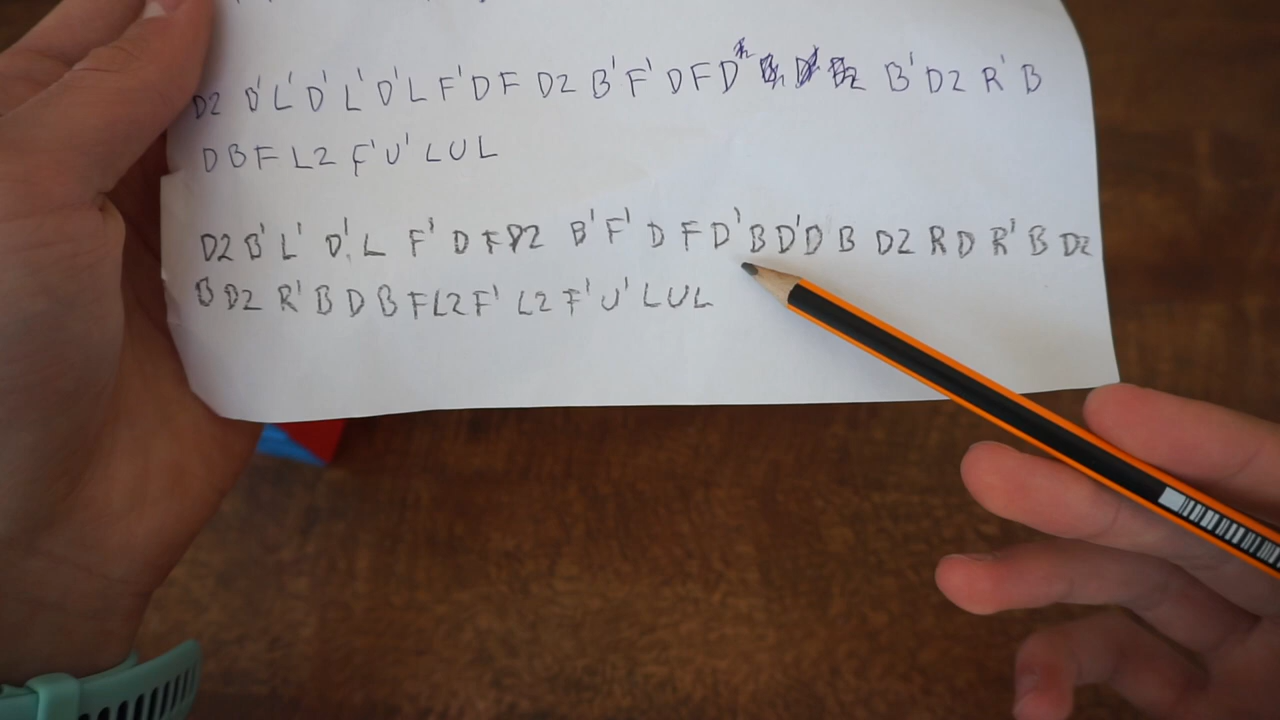 D2 D' L' D' L' D' L F' D F D2 B' F' D F D' B' D2 R' B
D B F L2 F' U' L U L
D2 B' L' D' L F' D F D2 B' F' D F D' B D' D B D2 R D R' B D2
B D2 R' B D B F L2 F' L2 F' U' L U L